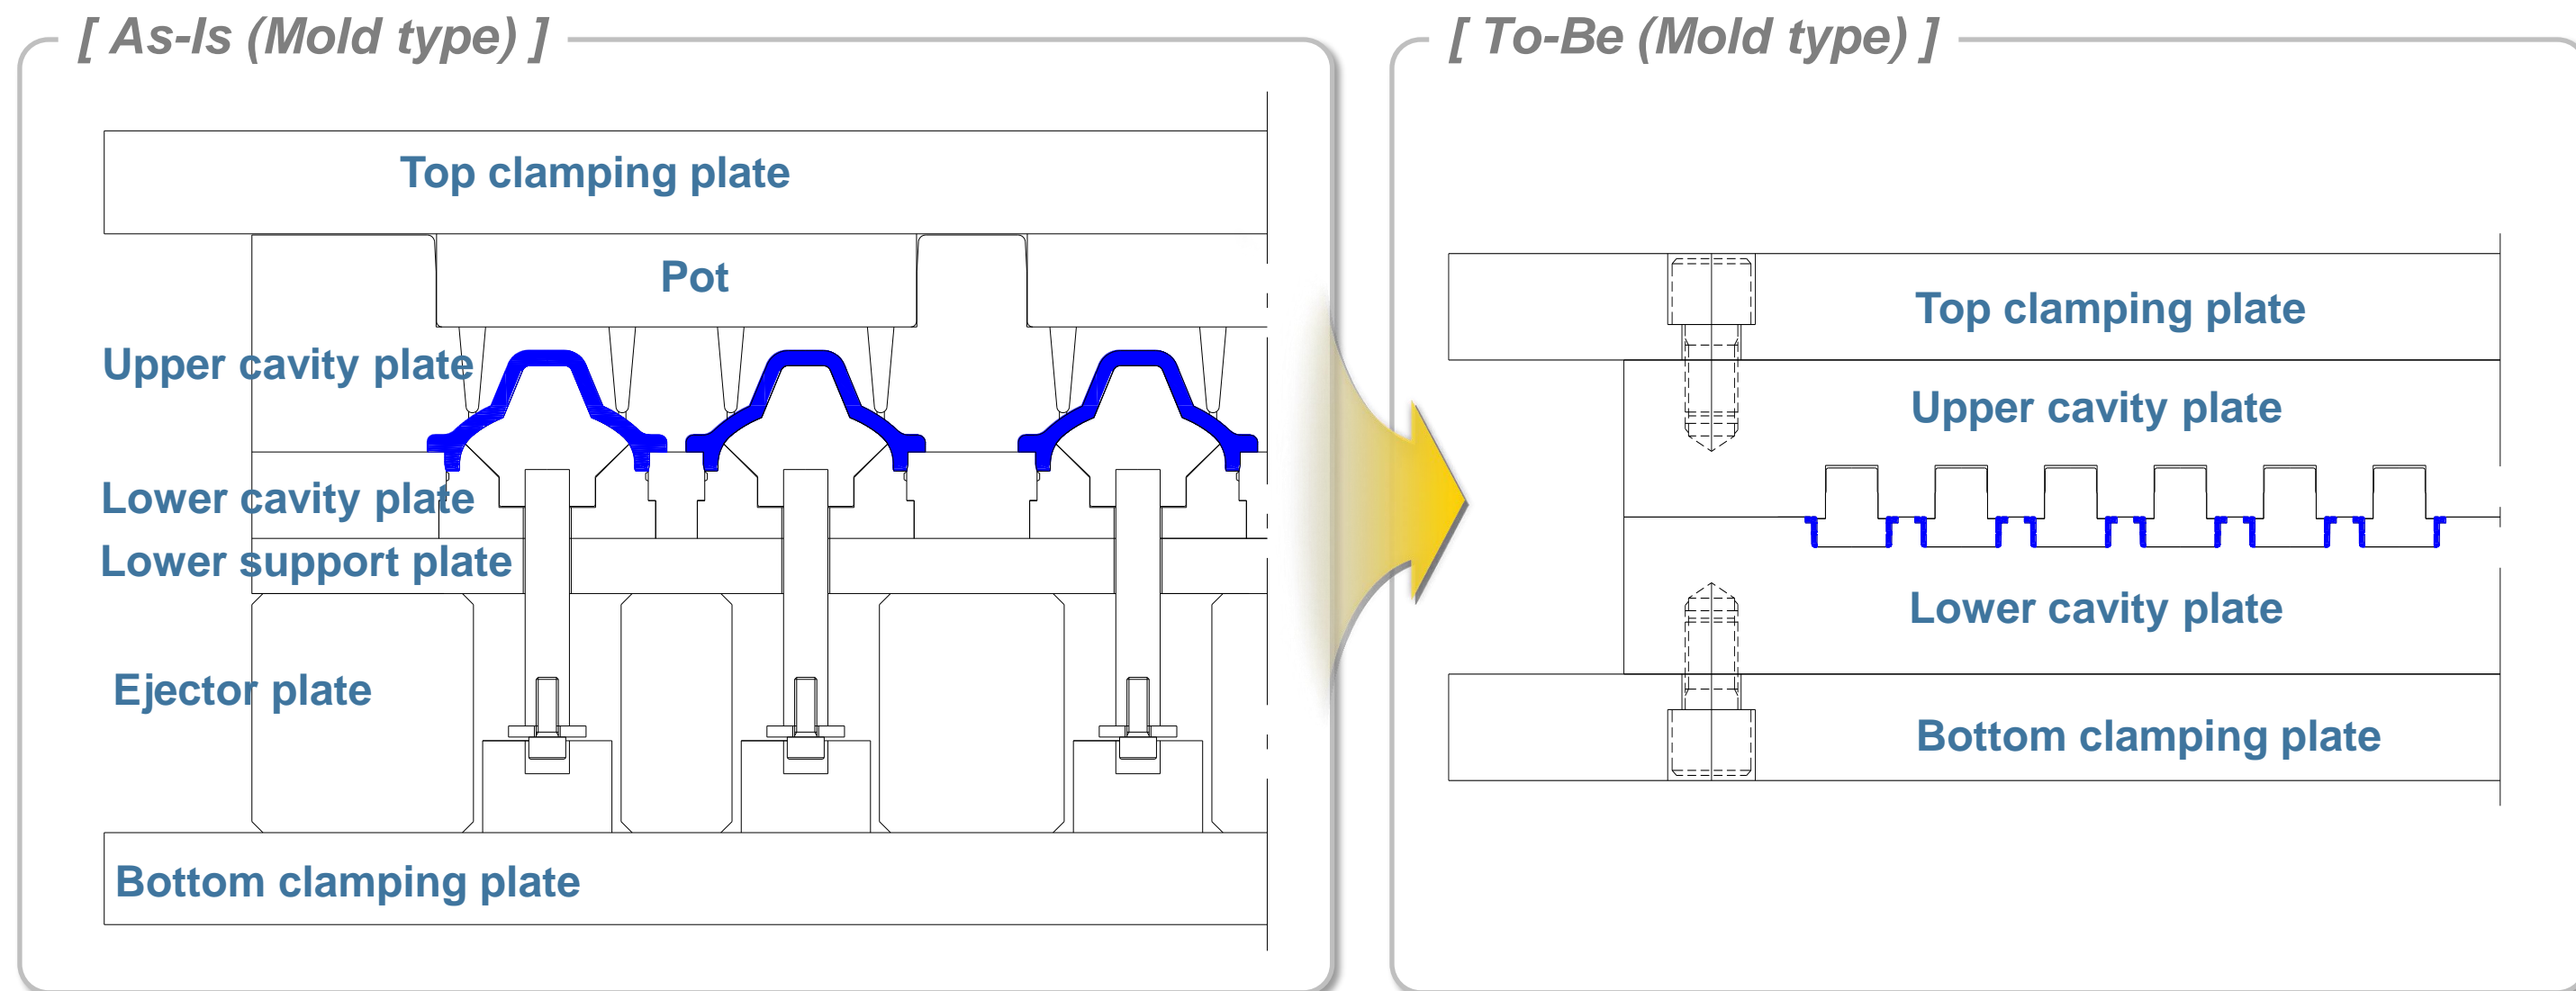 [ As-Is (Mold type) ]
Top clamping plate
Pot
Upper cavity plate
Lower cavity plate
Lower support plate
Ejector plate
Bottom clamping plate
[ To-Be (Mold type) ]
Top clamping plate
Upper cavity plate
Lower cavity plate
Bottom clamping plate